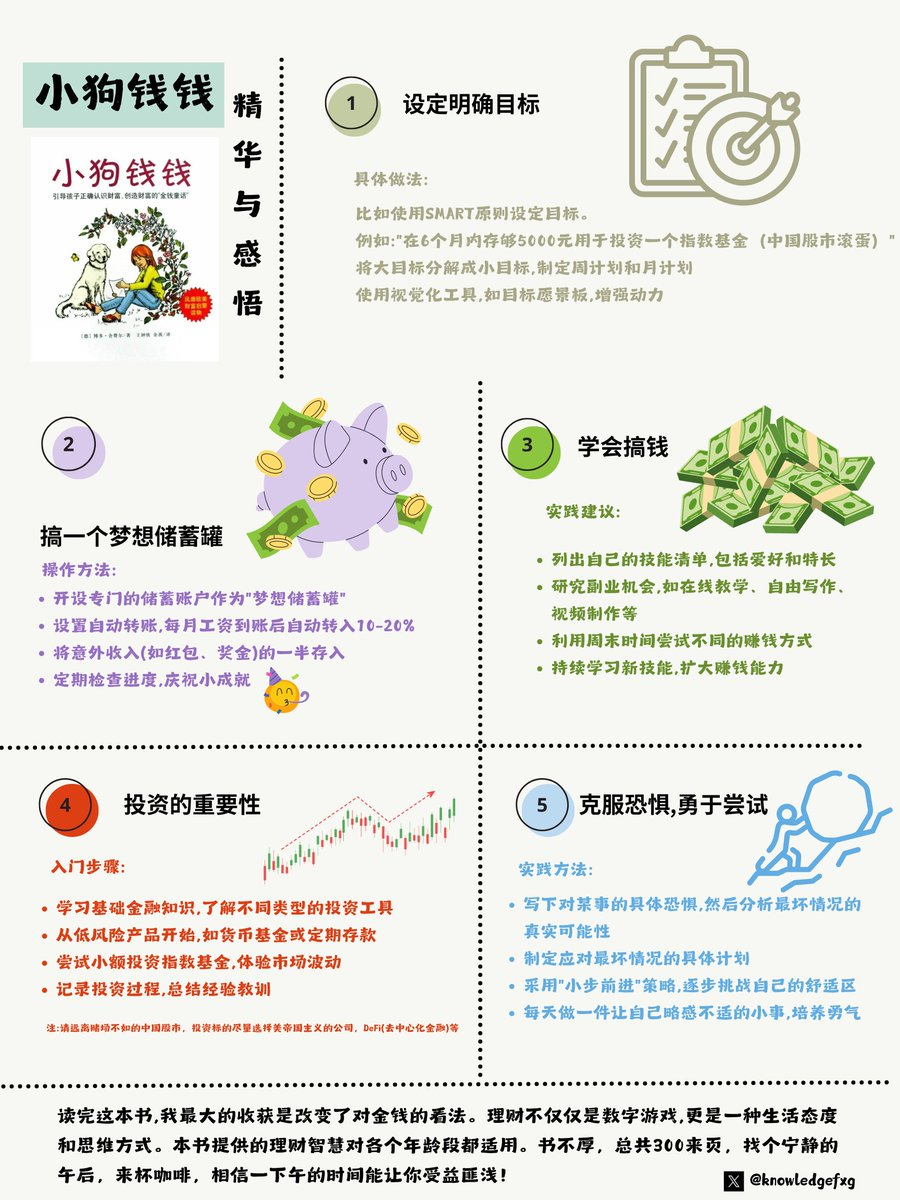 小狗钱钱
精华与感悟
小狗钱钱
引导孩子正确认识财富、创造财富的"金钱童话"
风靡欧美
财富启蒙
读物
[德] 博多·舍费尔/著 王钟欣 余茜/译
1
设定明确目标
具体做法:
比如使用SMART原则设定目标。
例如:"在6个月内存够5000元用于投资一个指数基金（中国股市滚蛋）"
将大目标分解成小目标,制定周计划和月计划
使用视觉化工具,如目标愿景板,增强动力
2
搞一个梦想储蓄罐
操作方法:
• 开设专门的储蓄账户作为"梦想储蓄罐"
• 设置自动转账,每月工资到账后自动转入10-20%
• 将意外收入(如红包、奖金)的一半存入
• 定期检查进度,庆祝小成就
3
学会搞钱
实践建议:
• 列出自己的技能清单,包括爱好和特长
• 研究副业机会,如在线教学、自由写作、
视频制作等
• 利用周末时间尝试不同的赚钱方式
• 持续学习新技能,扩大赚钱能力
4
投资的重要性
入门步骤:
• 学习基础金融知识,了解不同类型的投资工具
• 从低风险产品开始,如货币基金或定期存款
• 尝试小额投资指数基金,体验市场波动
• 记录投资过程,总结经验教训
注:请远离赌场不如的中国股市，投资标的尽量选择美帝国主义的公司，DeFi(去中心化金融)等
5
克服恐惧,勇于尝试
实践方法:
• 写下对某事的具体恐惧,然后分析最坏情况的
真实可能性
• 制定应对最坏情况的具体计划
• 采用"小步前进"策略,逐步挑战自己的舒适区
• 每天做一件让自己略感不适的小事,培养勇气
读完这本书,我最大的收获是改变了对金钱的看法。理财不仅仅是数字游戏,更是一种生活态度
和思维方式。本书提供的理财智慧对各个年龄段都适用。书不厚，总共300来页，找个宁静的
午后，来杯咖啡，相信一下午的时间能让你受益匪浅！
@knowledgefxg